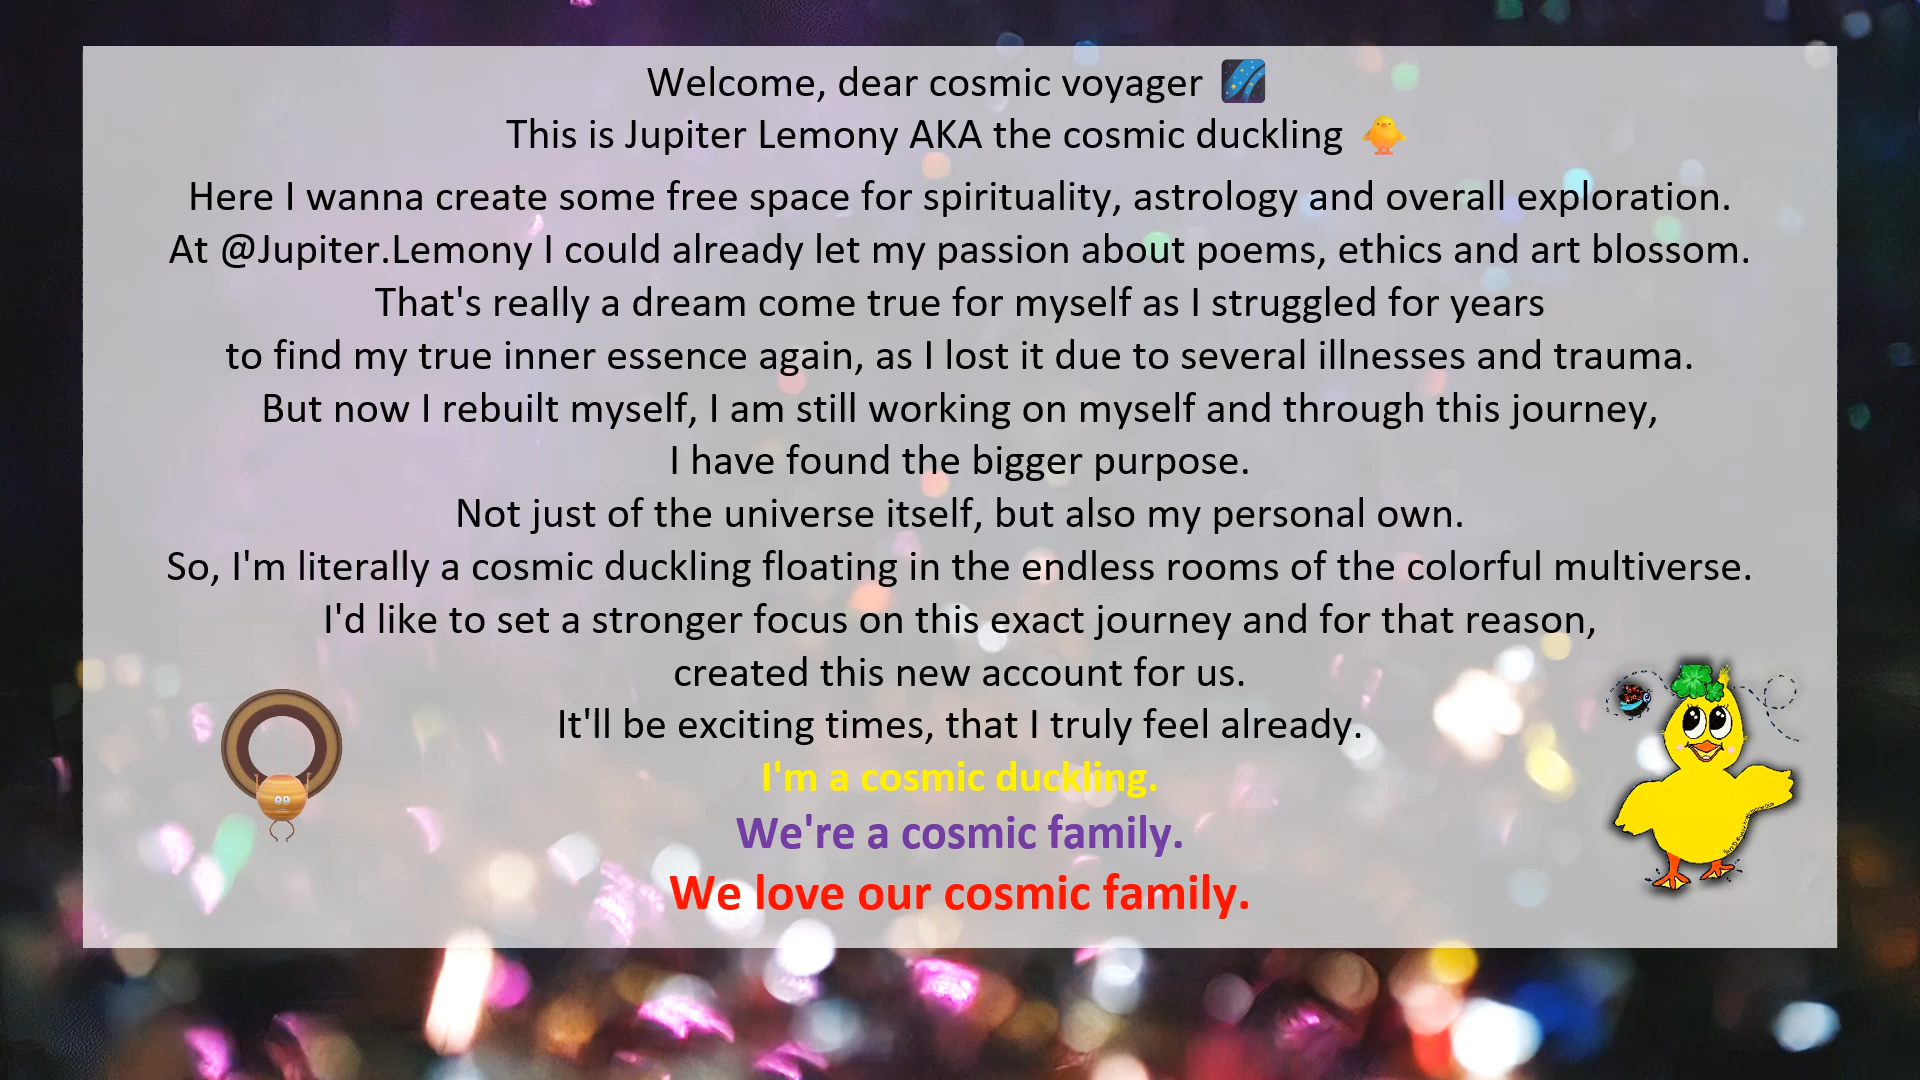 Welcome, dear cosmic voyager 🌌
This is Jupiter Lemony AKA the cosmic duckling 🐥
Here I wanna create some free space for spirituality, astrology and overall exploration.
At @Jupiter.Lemony I could already let my passion about poems, ethics and art blossom.
That's really a dream come true for myself as I struggled for years
to find my true inner essence again, as I lost it due to several illnesses and trauma.
But now I rebuilt myself, I am still working on myself and through this journey,
I have found the bigger purpose.
Not just of the universe itself, but also my personal own.
So, I'm literally a cosmic duckling floating in the endless rooms of the colorful multiverse.
I'd like to set a stronger focus on this exact journey and for that reason,
created this new account for us.
It'll be exciting times, that I truly feel already.
I'm a cosmic duckling.
We're a cosmic family.
We love our cosmic family.